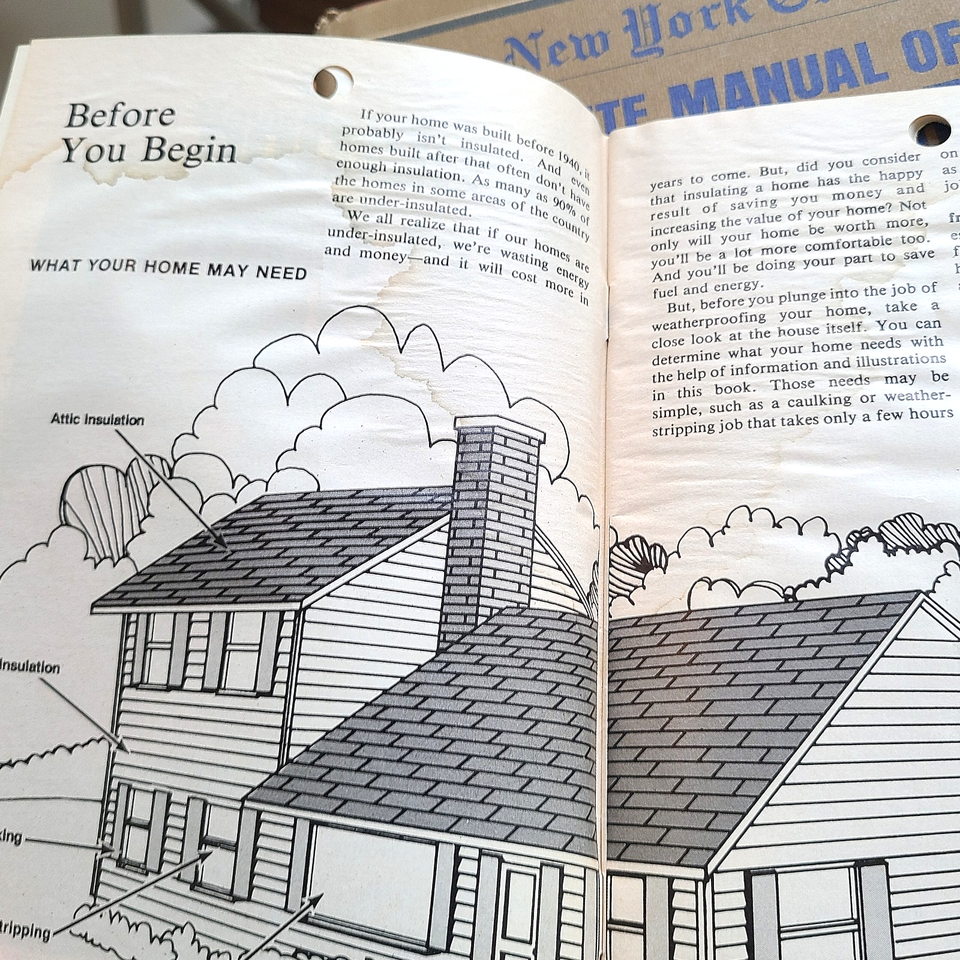 New York
MANUAL OF
Before
You Begin
If your home was built before 1940, it
probably isn't insulated. And even
homes built after that often don't have
enough insulation. As many as 90% of
the homes in some areas of the country
are under-insulated.
We all realize that if our homes are
under-insulated, we're wasting energy
and money—and it will cost more in
WHAT YOUR HOME MAY NEED
Attic Insulation
Insulation
years to come. But, did you consider
that insulating a home has the happy
result of saving you money and
increasing the value of your home? Not
only will your home be worth more,
you'll be a lot more comfortable too.
And you'll be doing your part to save
fuel and energy.
But, before you plunge into the job of
weatherproofing your home, take a
close look at the house itself. You can
determine what your home needs with
the help of information and illustrations
in this book. Those needs may be
simple, such as a caulking or weather-
stripping job that takes only a few hours
on
as